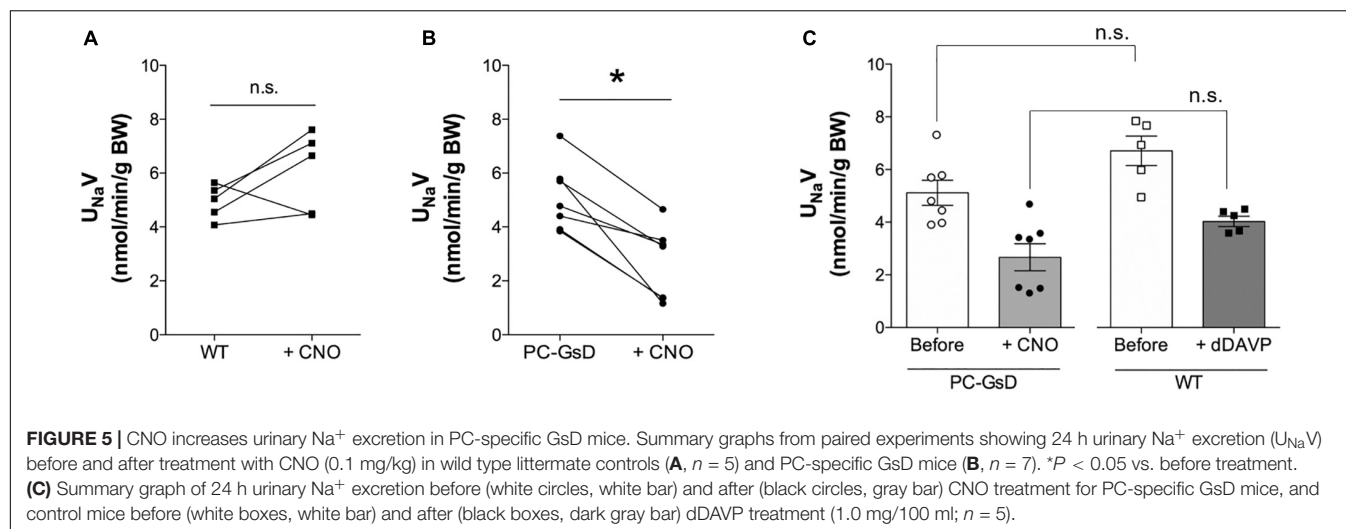 A
B
C
n.s.
*
n.s.
n.s.
10
8
6
4
2
0
U_NaV
(nmol/min/g BW)
WT
+ CNO
10
8
6
4
2
0
U_NaV
(nmol/min/g BW)
PC-GsD
+ CNO
10
8
6
4
2
0
U_NaV
(nmol/min/g BW)
Before
+ CNO
Before
+ dDAVP
PC-GsD
WT
FIGURE 5 | CNO increases urinary Na⁺ excretion in PC-specific GsD mice. Summary graphs from paired experiments showing 24 h urinary Na⁺ excretion (U_NaV)
before and after treatment with CNO (0.1 mg/kg) in wild type littermate controls (A, n = 5) and PC-specific GsD mice (B, n = 7). *P < 0.05 vs. before treatment.
(C) Summary graph of 24 h urinary Na⁺ excretion before (white circles, white bar) and after (black circles, gray bar) CNO treatment for PC-specific GsD mice, and
control mice before (white boxes, white bar) and after (black boxes, dark gray bar) dDAVP treatment (1.0 mg/100 ml; n = 5).